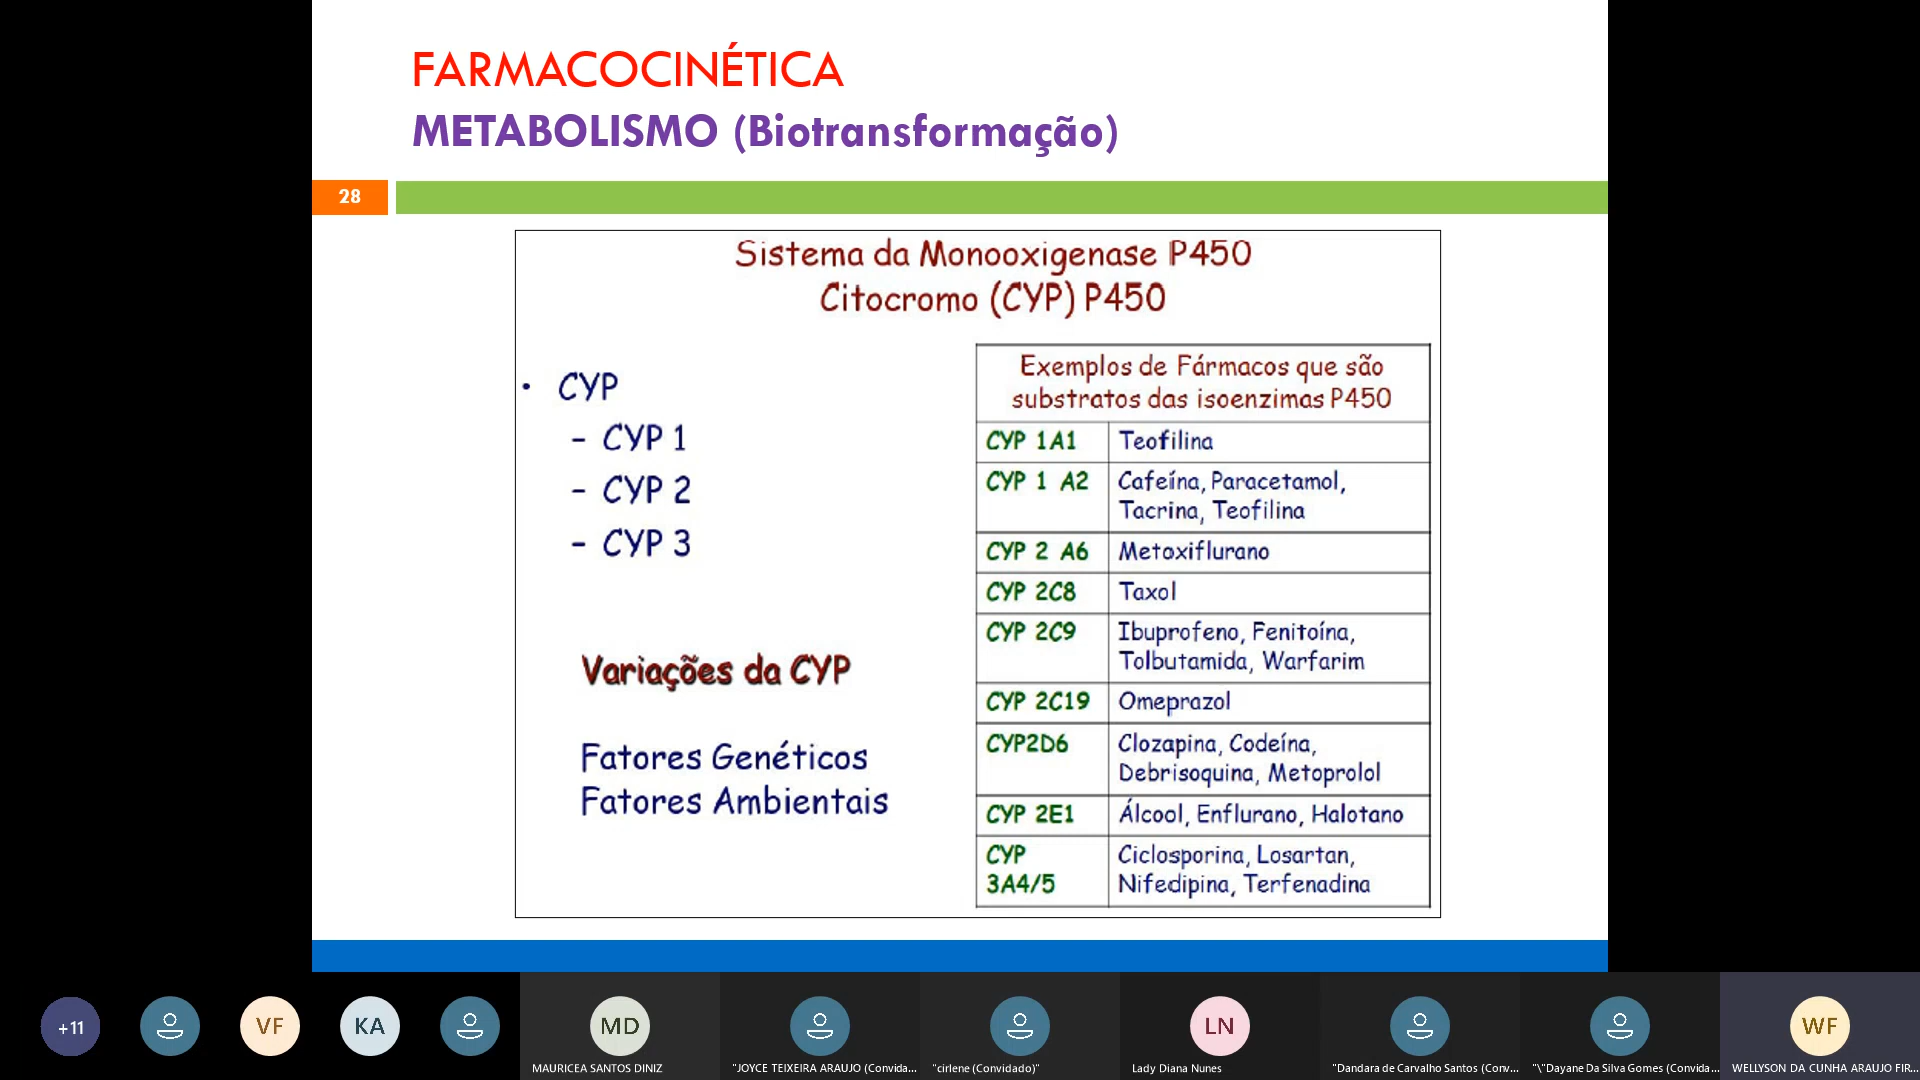 FARMACOCINÉTICA
METABOLISMO (Biotransformação)
28
Sistema da Monooxigenase P450
Citocromo (CYP) P450
• CYP
– CYP 1
– CYP 2
– CYP 3
Variações da CYP
Fatores Genéticos
Fatores Ambientais
Exemplos de Fármacos que são
substratos das isoenzimas P450
CYP 1A1 Teofilina
CYP 1 A2 Cafeína, Paracetamol,
Tacrina, Teofilina
CYP 2 A6 Metoxiflurano
CYP 2C8 Taxol
CYP 2C9 Ibuprofeno, Fenitoína,
Tolbutamida, Warfarim
CYP 2C19 Omeprazol
CYP2D6 Clozapina, Codeína,
Debrisoquina, Metoprolol
CYP 2E1 Álcool, Enflurano, Halotano
CYP Ciclosporina, Losartan,
3A4/5 Nifedipina, Terfenadina
+11
VF
KA
MD
LN
WF
MAURICEA SANTOS DINIZ
"JOYCE TEIXEIRA ARAUJO (Convida...
"cirlene (Convidado)"
Lady Diana Nunes
"Dandara de Carvalho Santos (Conv...
"\"Dayane Da Silva Gomes (Convida...
WELLYSON DA CUNHA ARAUJO FIR...